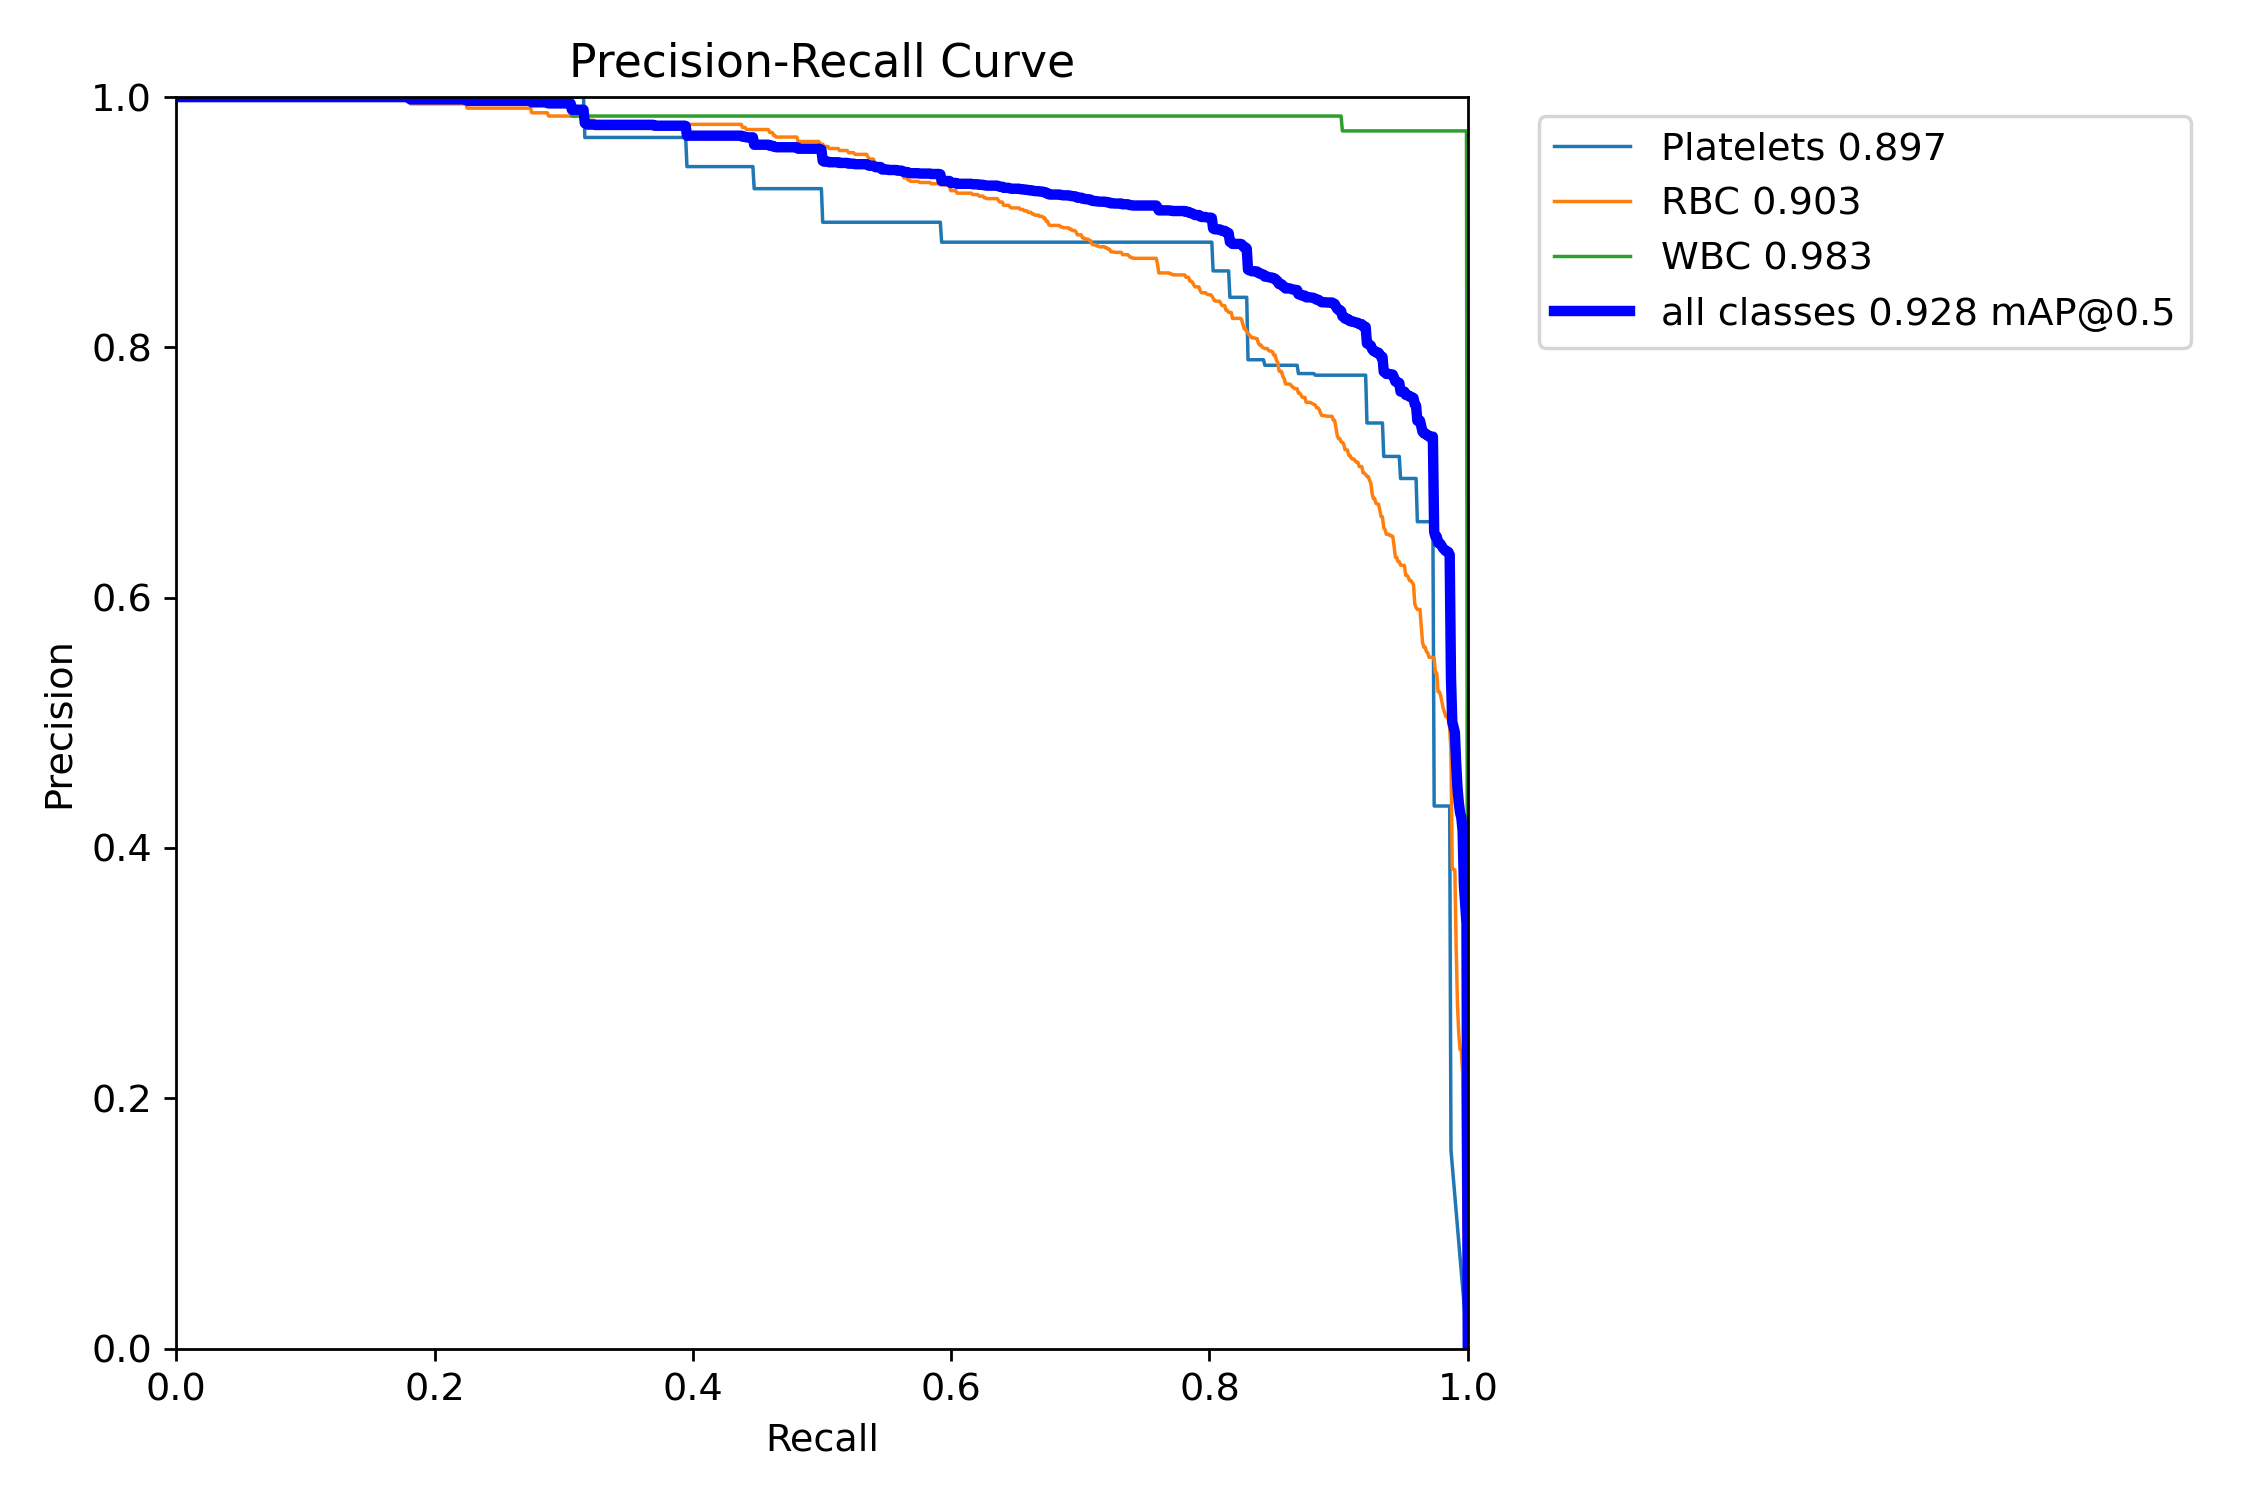 Precision-Recall Curve
1.0
0.8
0.6
0.4
0.2
0.0
Precision
0.0 0.2 0.4 0.6 0.8 1.0
Recall
Platelets 0.897
RBC 0.903
WBC 0.983
all classes 0.928 mAP@0.5